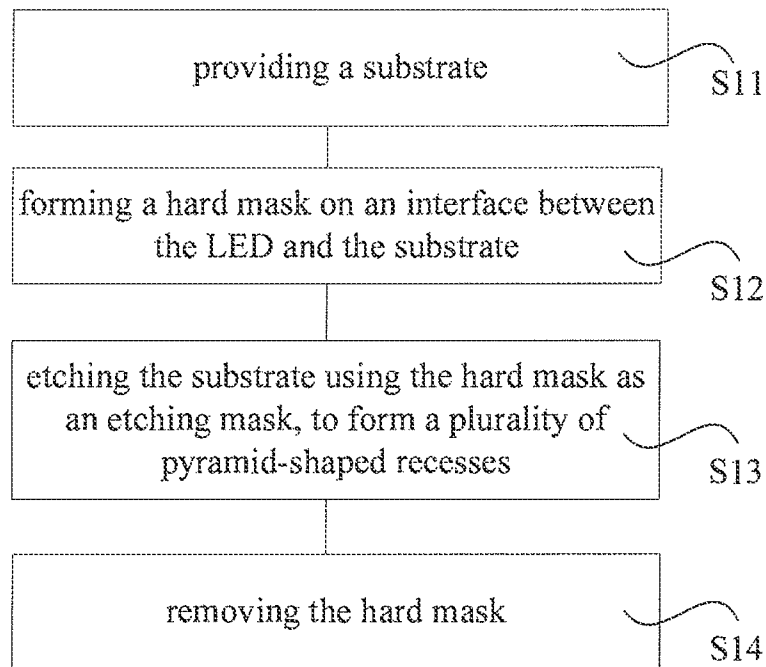 providing a substrate
S11
forming a hard mask on an interface between
the LED and the substrate
S12
etching the substrate using the hard mask as
an etching mask, to form a plurality of
pyramid-shaped recesses
S13
removing the hard mask
S14